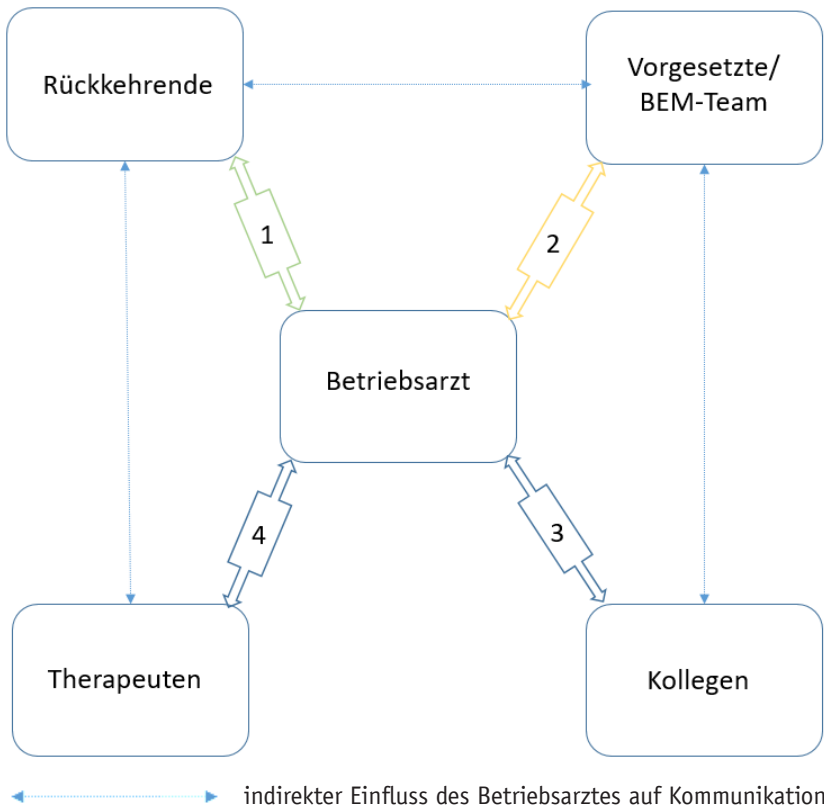 Rückkehrende
Vorgesetzte/
BEM-Team
1
2
Betriebsarzt
4
3
Therapeuten
Kollegen
indirekter Einfluss des Betriebsarztes auf Kommunikation